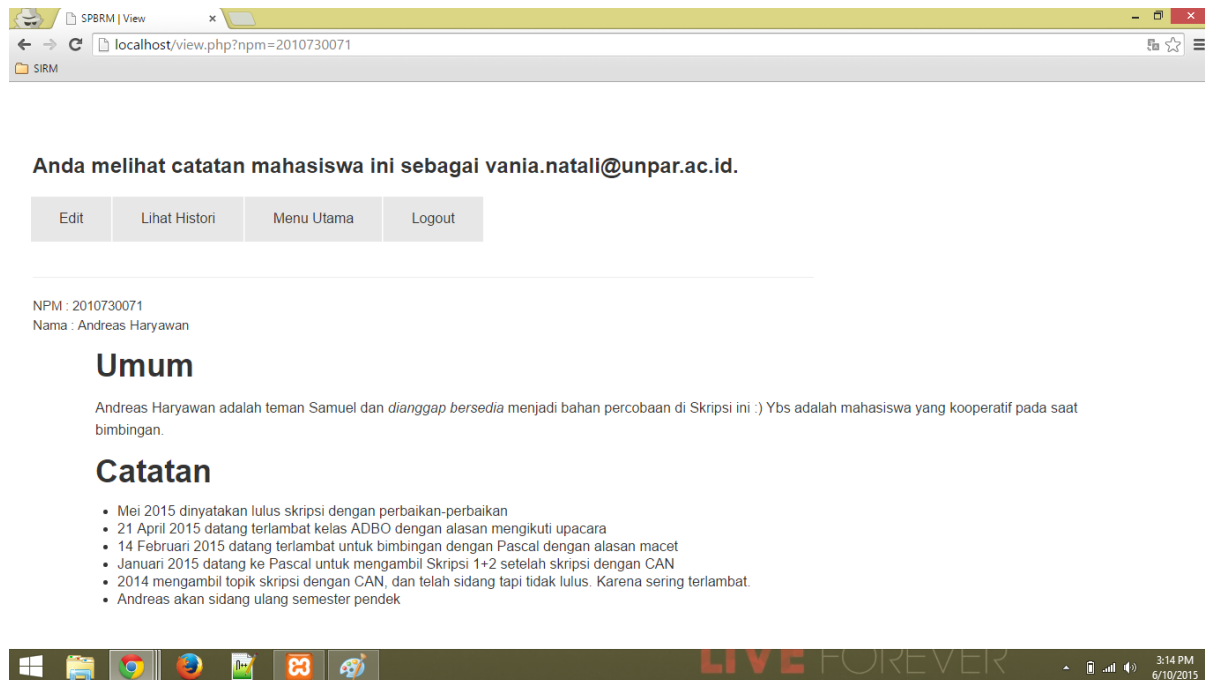 SPBRM | View
localhost/view.php?npm=2010730071
SIRM
Anda melihat catatan mahasiswa ini sebagai vania.natali@unpar.ac.id.
Edit Lihat Histori Menu Utama Logout
NPM : 2010730071
Nama : Andreas Haryawan
Umum
Andreas Haryawan adalah teman Samuel dan dianggap bersedia menjadi bahan percobaan di Skripsi ini :) Ybs adalah mahasiswa yang kooperatif pada saat
bimbingan.
Catatan
• Mei 2015 dinyatakan lulus skripsi dengan perbaikan-perbaikan
• 21 April 2015 datang terlambat kelas ADBO dengan alasan mengikuti upacara
• 14 Februari 2015 datang terlambat untuk bimbingan dengan Pascal dengan alasan macet
• Januari 2015 datang ke Pascal untuk mengambil Skripsi 1+2 setelah skripsi dengan CAN
• 2014 mengambil topik skripsi dengan CAN, dan telah sidang tapi tidak lulus. Karena sering terlambat.
• Andreas akan sidang ulang semester pendek
LIVE FOREVER
3:14 PM
6/10/2015